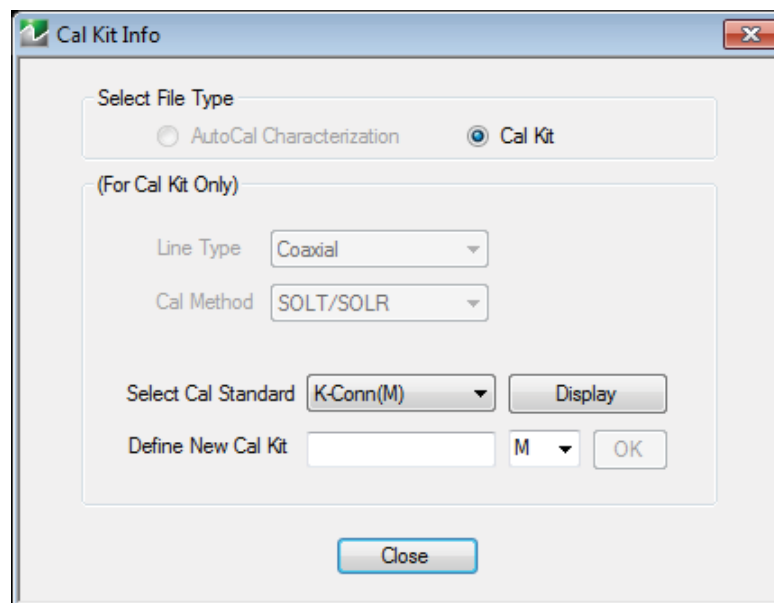 Cal Kit Info
Select File Type
AutoCal Characterization Cal Kit
(For Cal Kit Only)
Line Type Coaxial
Cal Method SOLT/SOLR
Select Cal Standard K-Conn(M) Display
Define New Cal Kit M OK
Close